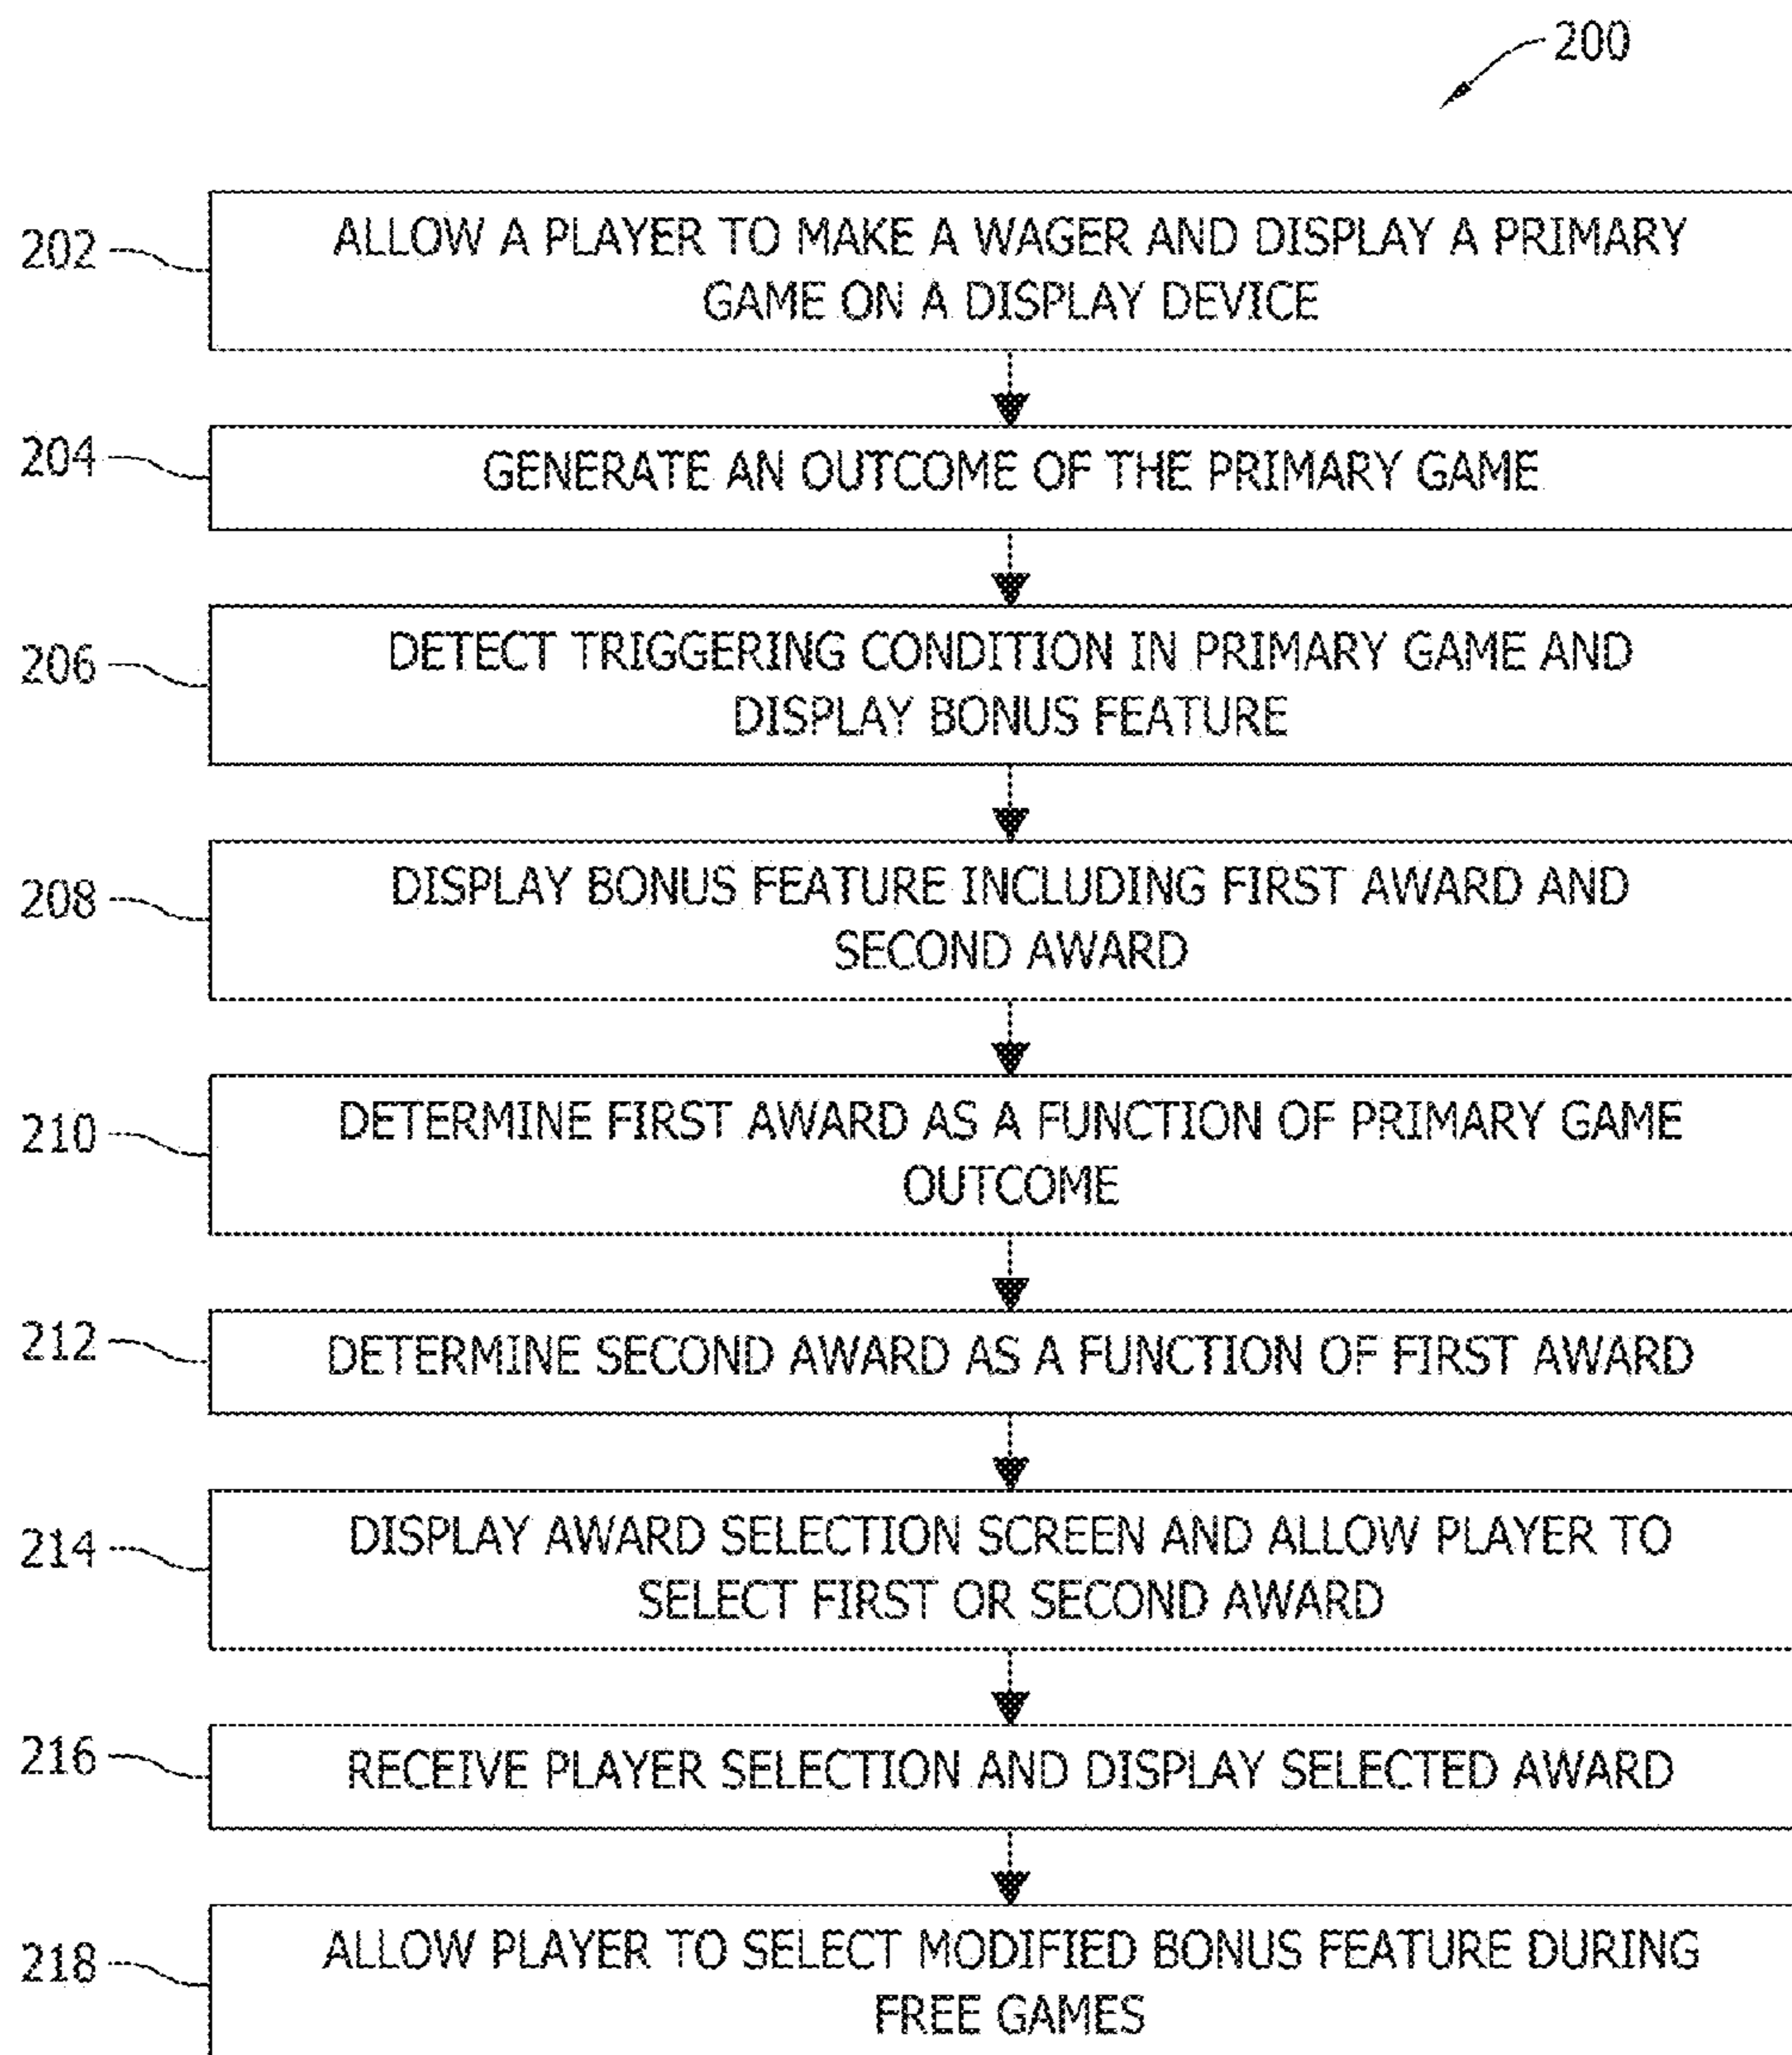 200
202
ALLOW A PLAYER TO MAKE A WAGER AND DISPLAY A PRIMARY
GAME ON A DISPLAY DEVICE
204
GENERATE AN OUTCOME OF THE PRIMARY GAME
206
DETECT TRIGGERING CONDITION IN PRIMARY GAME AND
DISPLAY BONUS FEATURE
208
DISPLAY BONUS FEATURE INCLUDING FIRST AWARD AND
SECOND AWARD
210
DETERMINE FIRST AWARD AS A FUNCTION OF PRIMARY GAME
OUTCOME
212
DETERMINE SECOND AWARD AS A FUNCTION OF FIRST AWARD
214
DISPLAY AWARD SELECTION SCREEN AND ALLOW PLAYER TO
SELECT FIRST OR SECOND AWARD
216
RECEIVE PLAYER SELECTION AND DISPLAY SELECTED AWARD
218
ALLOW PLAYER TO SELECT MODIFIED BONUS FEATURE DURING
FREE GAMES